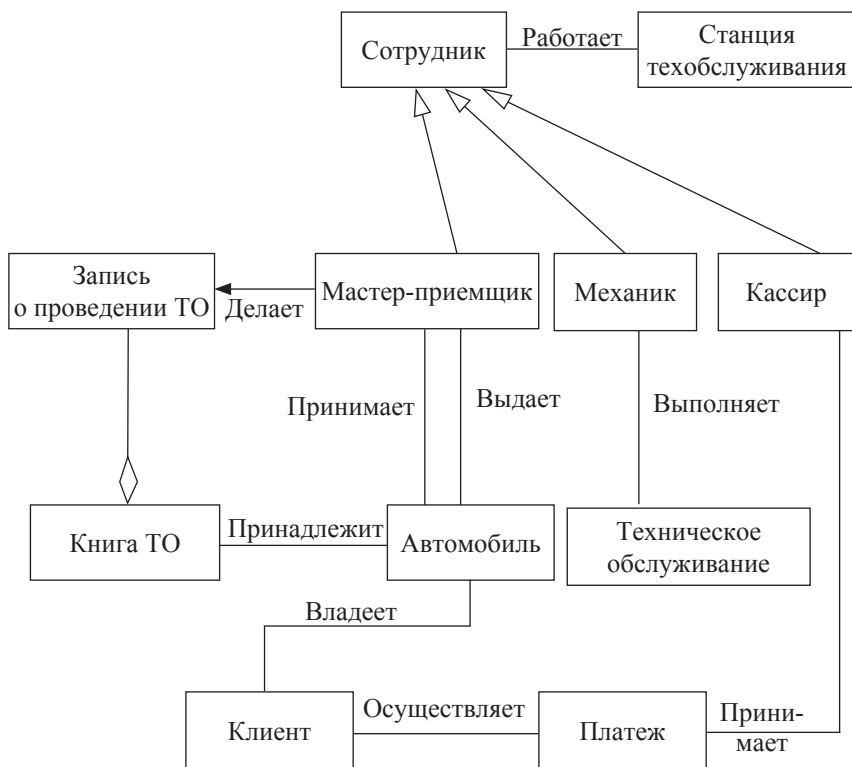 Сотрудник
Работает
Станция
техобслуживания
Запись
о проведении ТО
Делает
Мастер-приемщик
Механик
Кассир
Принимает
Выдает
Выполняет
Книга ТО
Принадлежит
Автомобиль
Техническое
обслуживание
Владеет
Клиент
Осуществляет
Платеж
Прини-
мает